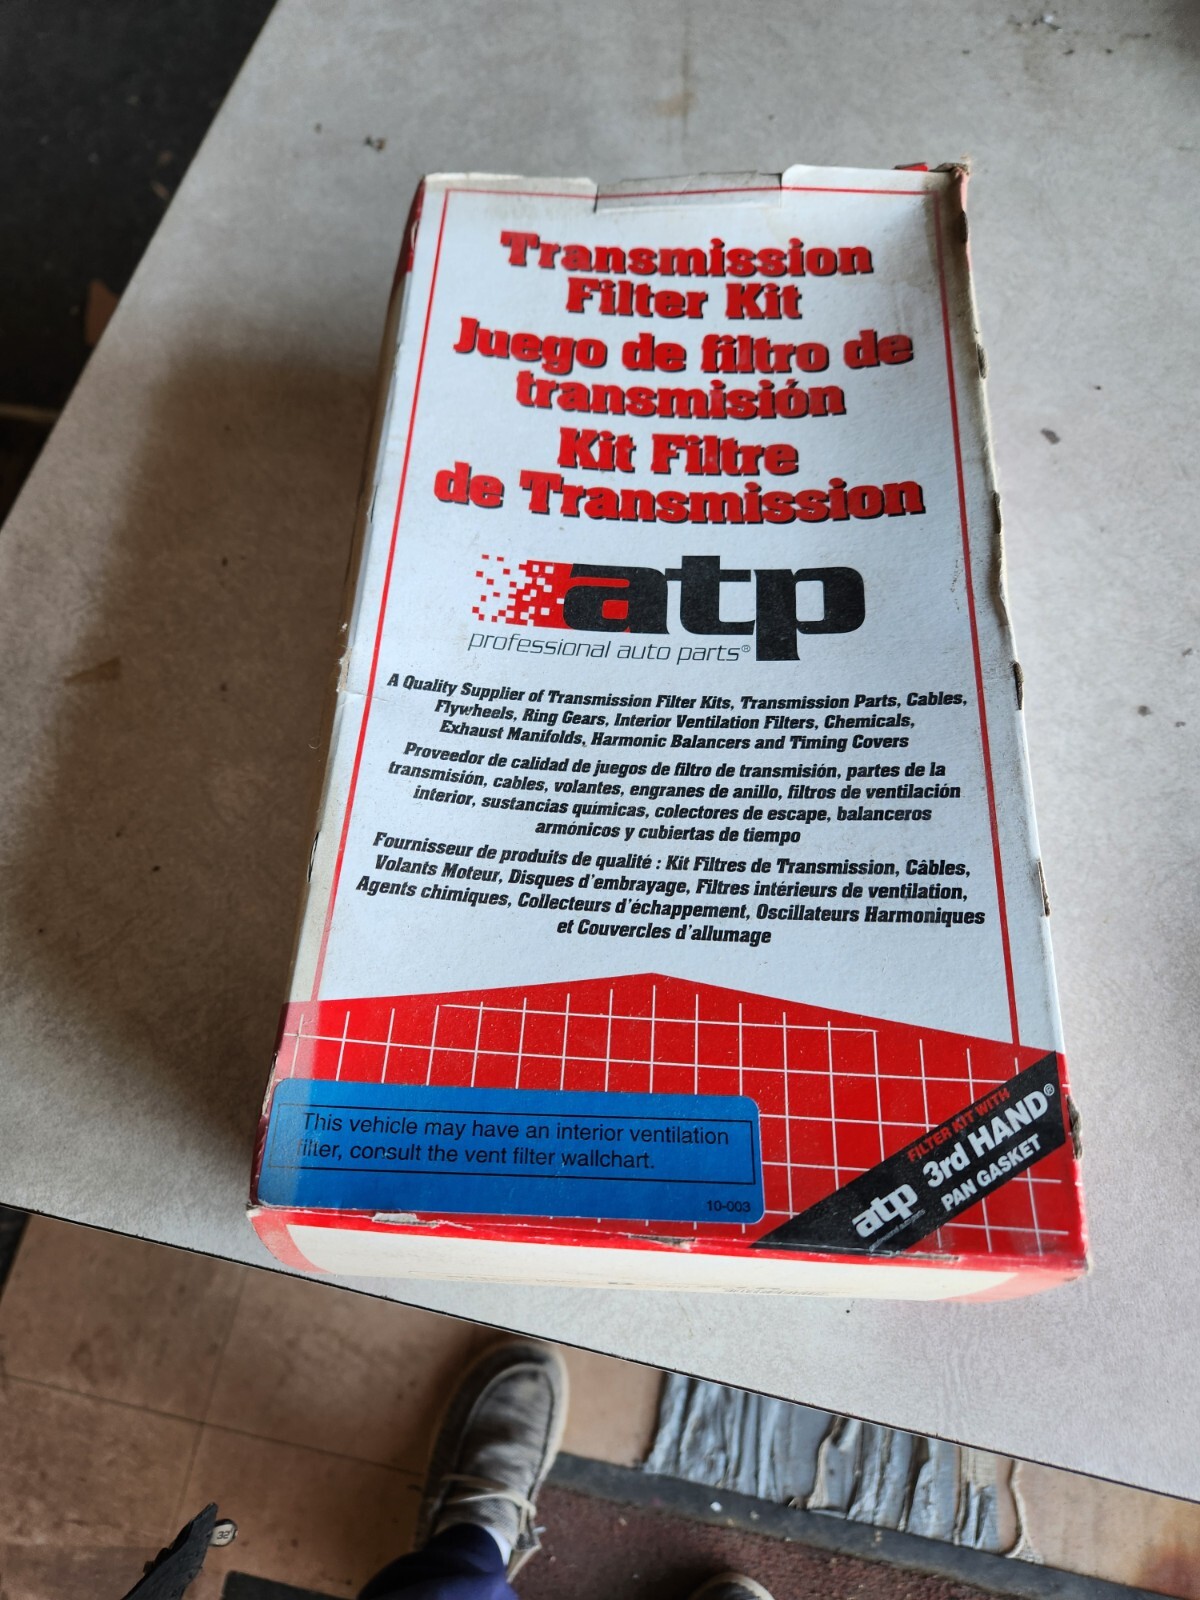 Transmission
Filter Kit
Juego de filtro de
transmisión
Kit Filtre
de Transmission
atp
professional auto parts®
A Quality Supplier of Transmission Filter Kits, Transmission Parts, Cables,
Flywheels, Ring Gears, Interior Ventilation Filters, Chemicals,
Exhaust Manifolds, Harmonic Balancers and Timing Covers
Proveedor de calidad de juegos de filtro de transmisión, partes de la
transmisión, cables, volantes, engranes de anillo, filtros de ventilación
interior, sustancias químicas, colectores de escape, balanceros
armónicos y cubiertas de tiempo
Fournisseur de produits de qualité : Kit Filtres de Transmission, Câbles,
Volants Moteur, Disques d'embrayage, Filtres intérieurs de ventilation,
Agents chimiques, Collecteurs d'échappement, Oscillateurs Harmoniques
et Couvercles d'allumage
This vehicle may have an interior ventilation
filter, consult the vent filter wallchart.
10-003
FILTER KIT WITH
atp 3rd HAND®
PAN GASKET
32